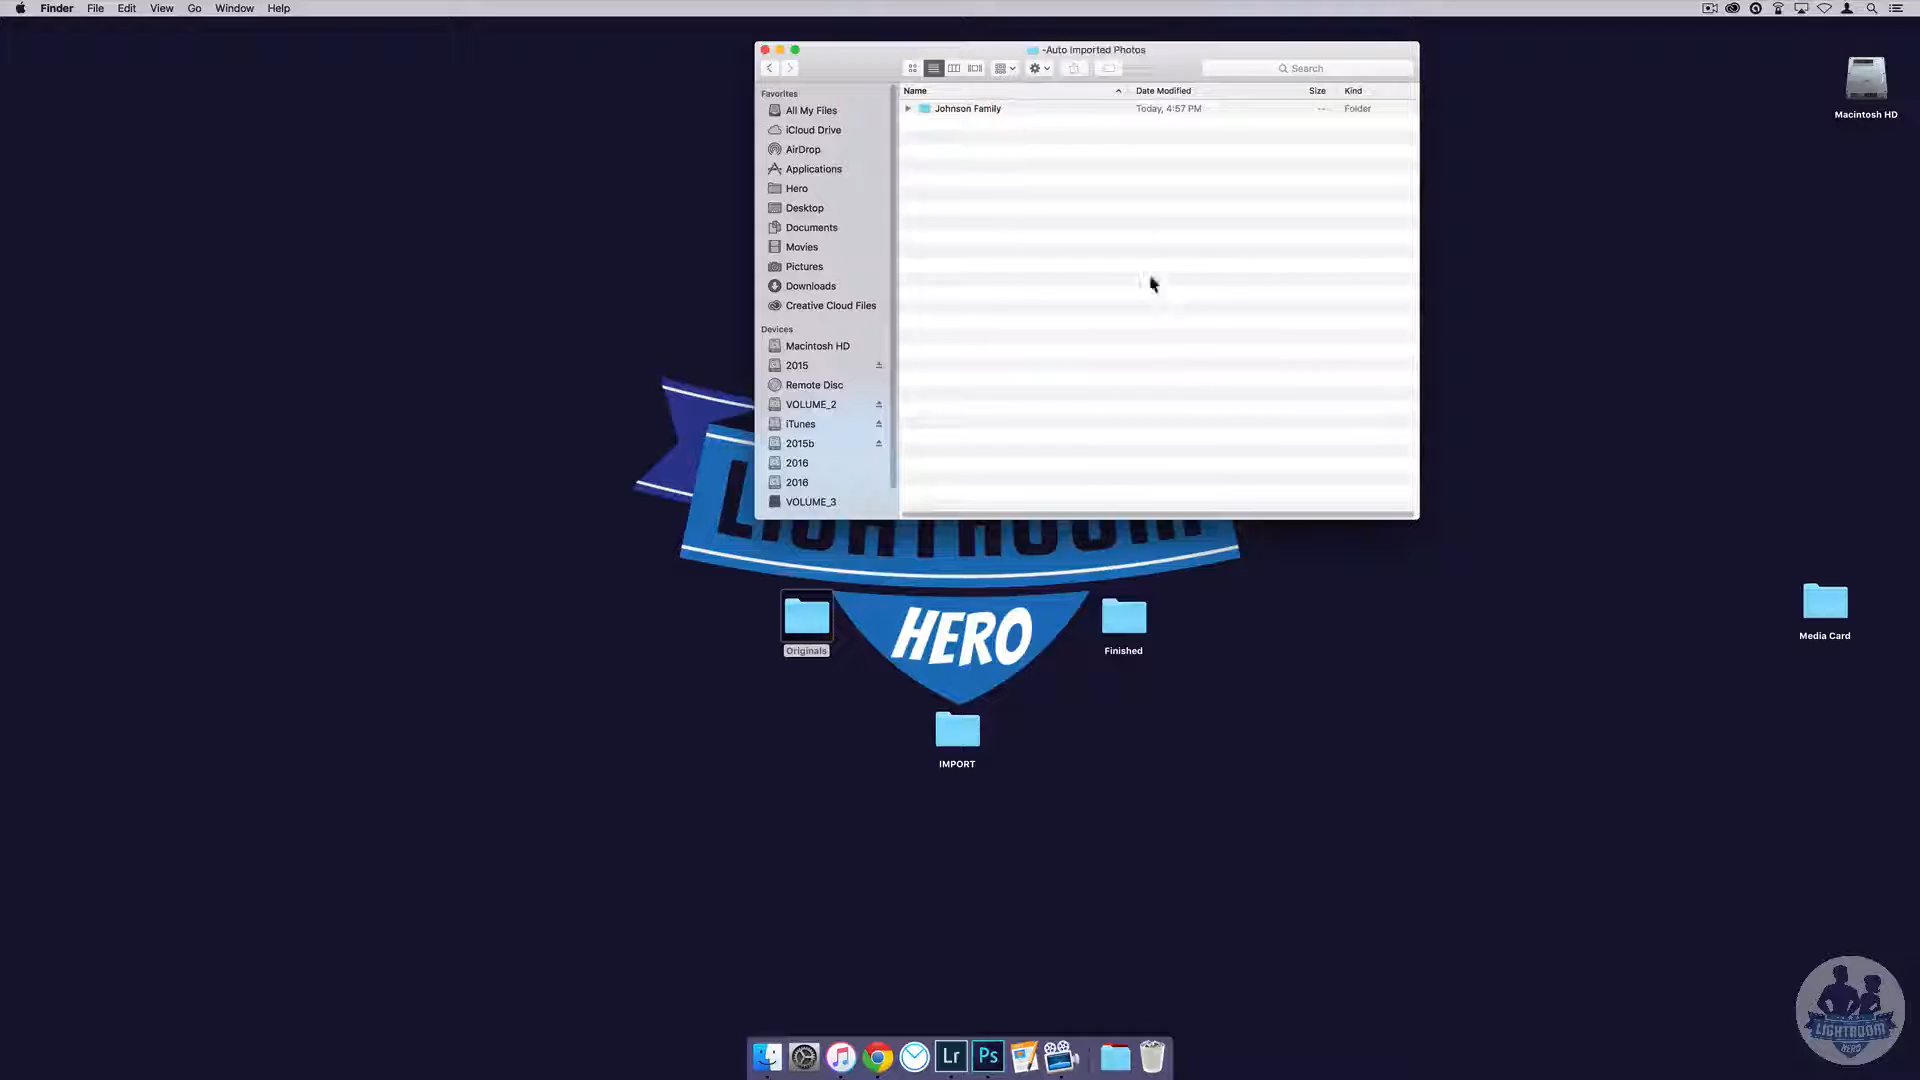 Finder File Edit View Go Window Help
-Auto Imported Photos
Search
Name Date Modified Size Kind
Johnson Family Today, 4:57 PM -- Folder
Favorites
All My Files
iCloud Drive
AirDrop
Applications
Hero
Desktop
Documents
Movies
Pictures
Downloads
Creative Cloud Files
Devices
Macintosh HD
2015
Remote Disc
VOLUME_2
iTunes
2015b
2016
2016
VOLUME_3
Macintosh HD
LIGHTROOM
HERO
Originals
Finished
IMPORT
Media Card
Lr Ps
LIGHTROOM
HERO